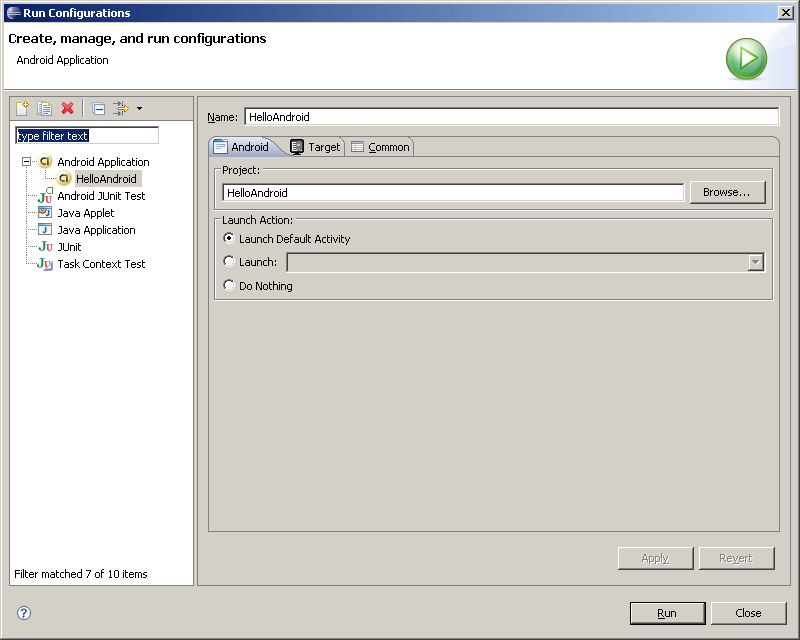 Run Configurations
Create, manage, and run configurations
Android Application
type filter text
Android Application
HelloAndroid
Android JUnit Test
Java Applet
Java Application
JUnit
Task Context Test
Filter matched 7 of 10 items
Name: HelloAndroid
Android Target Common
Project:
HelloAndroid Browse...
Launch Action:
Launch Default Activity
Launch:
Do Nothing
Apply Revert
Run Close